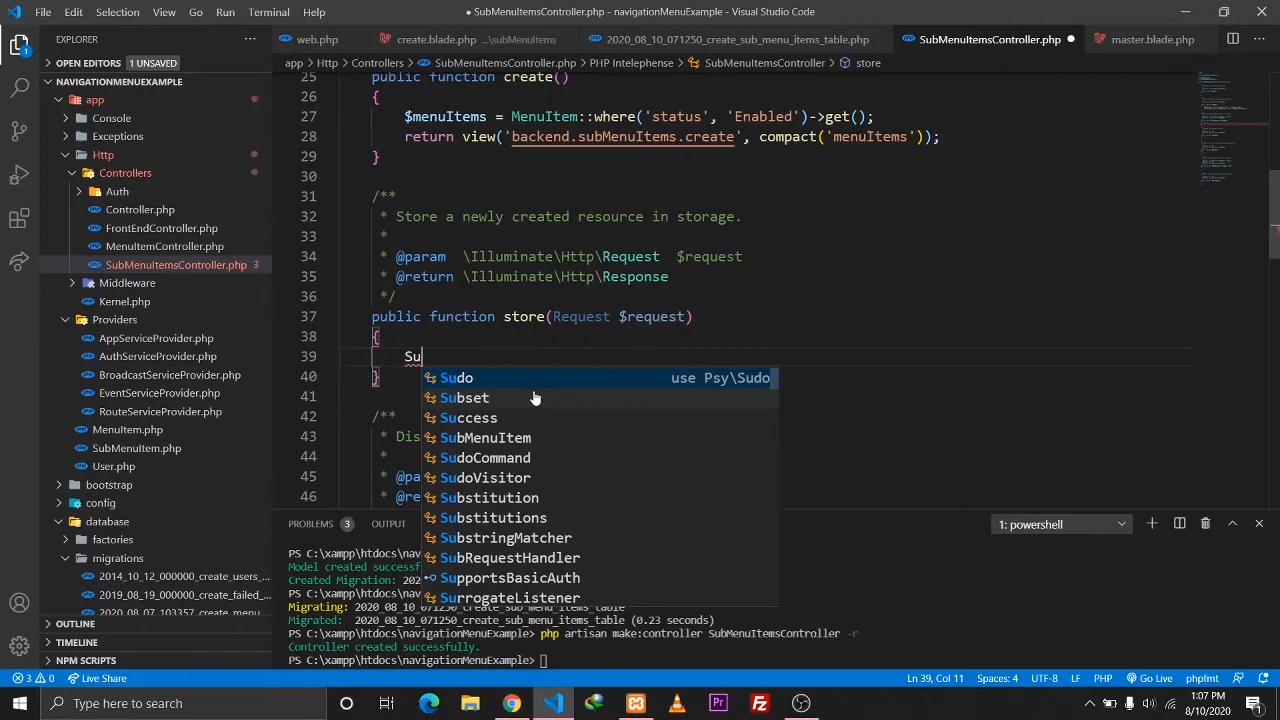 File Edit Selection View Go Run Terminal Help
● SubMenuItemsController.php - navigationMenuExample - Visual Studio Code
EXPLORER
web.php
create.blade.php ...\subMenuItems
2020_08_10_071250_create_sub_menu_items_table.php
SubMenuItemsController.php
master.blade.php
OPEN EDITORS 1 UNSAVED
app > Http > Controllers > SubMenuItemsController.php > PHP Intelephense > SubMenuItemsController > store
NAVIGATIONMENUEXAMPLE
app
Console
Exceptions
Http
Controllers
Auth
Controller.php
FrontEndController.php
MenuItemController.php
SubMenuItemsController.php 3
Middleware
Kernel.php
Providers
AppServiceProvider.php
AuthServiceProvider.php
BroadcastServiceProvider.php
EventServiceProvider.php
RouteServiceProvider.php
MenuItem.php
SubMenuItem.php
User.php
bootstrap
config
database
factories
migrations
2014_10_12_000000_create_users_...
2019_08_19_000000_create_failed_...
2020_08_07_103357_create_menu_...
OUTLINE
TIMELINE
NPM SCRIPTS
25 public function create()
26 {
27 $menuItems = MenuItem::where('status', 'Enable')->get();
28 return view('backend.submenuItems.create', compact('menuItems'));
29 }
30
31 /**
32 * Store a newly created resource in storage.
33 *
34 * @param \Illuminate\Http\Request $request
35 * @return \Illuminate\Http\Response
36 */
37 public function store(Request $request)
38 {
39 Su
40 }
41
42 /**
43 * Dis
44 *
45 * @pa
46 * @re
Sudo use Psy\Sudo
Subset
Success
SubMenuItem
SudoCommand
SudoVisitor
Substitution
Substitutions
SubstringMatcher
SubRequestHandler
SupportsBasicAuth
SurrogateListener
PROBLEMS 3 OUTPUT
1: powershell
PS C:\xampp\htdocs\nav
Model created successf
Created Migration: 202
Migrating: 2020_08_10_071250_create_sub_menu_items_table
Migrated: 2020_08_10_071250_create_sub_menu_items_table (0.23 seconds)
PS C:\xampp\htdocs\navigationMenuExample> php artisan make:controller SubMenuItemsController -r
Controller created successfully.
PS C:\xampp\htdocs\navigationMenuExample>
3 0 Live Share
Ln 39, Col 11 Spaces: 4 UTF-8 LF PHP Go Live phpfmt
Type here to search
1:07 PM
8/10/2020